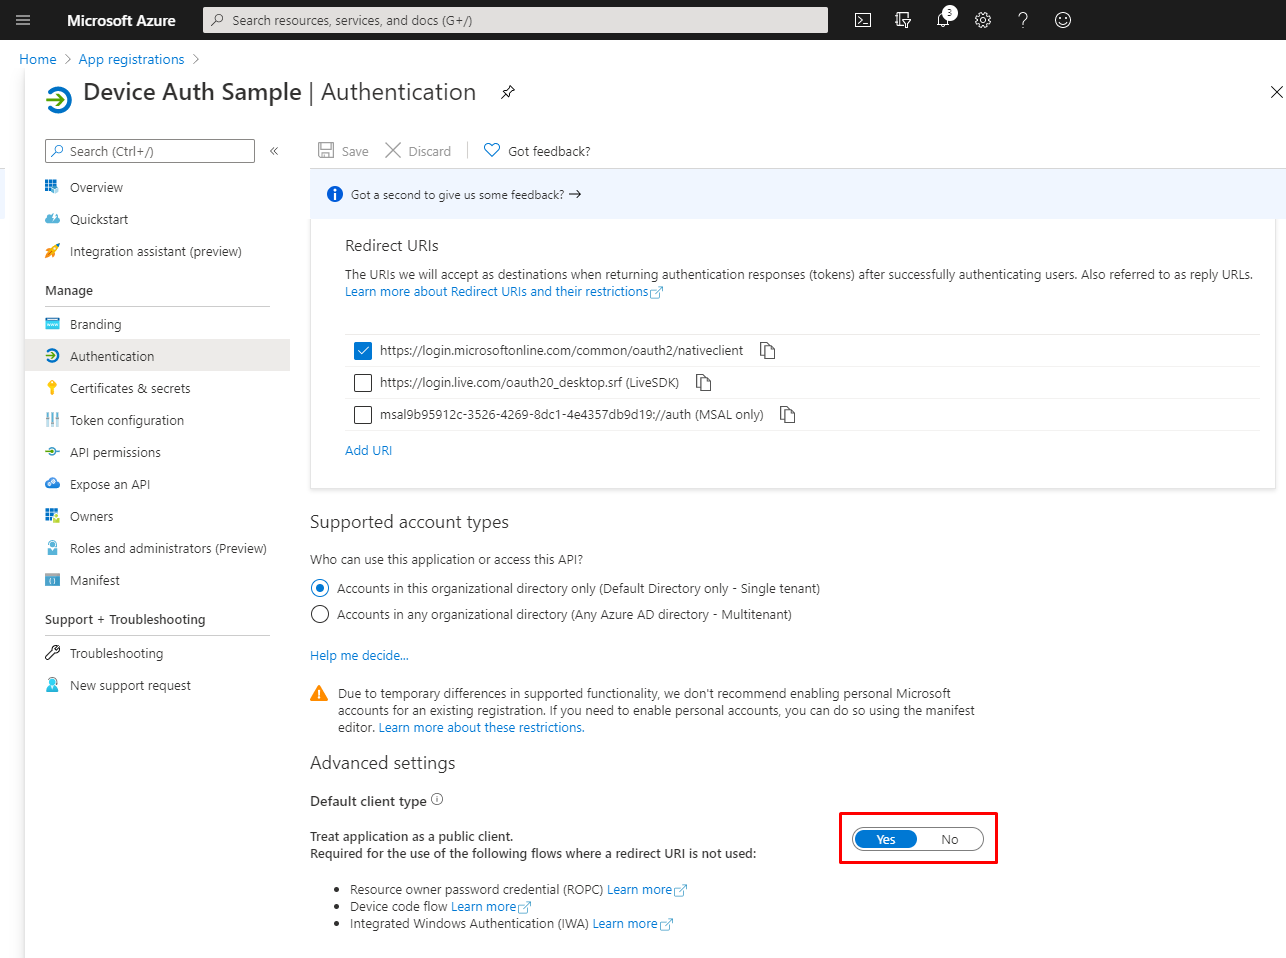 Microsoft Azure
Search resources, services, and docs (G+/)
3
Home > App registrations >
Device Auth Sample | Authentication
Search (Ctrl+/)
«
Save
Discard
Got feedback?
Overview
Quickstart
Integration assistant (preview)
Manage
Branding
Authentication
Certificates & secrets
Token configuration
API permissions
Expose an API
Owners
Roles and administrators (Preview)
Manifest
Support + Troubleshooting
Troubleshooting
New support request
Got a second to give us some feedback? →
Redirect URIs
The URIs we will accept as destinations when returning authentication responses (tokens) after successfully authenticating users. Also referred to as reply URLs.
Learn more about Redirect URIs and their restrictions
https://login.microsoftonline.com/common/oauth2/nativeclient
https://login.live.com/oauth20_desktop.srf (LiveSDK)
msal9b95912c-3526-4269-8dc1-4e4357db9d19://auth (MSAL only)
Add URI
Supported account types
Who can use this application or access this API?
Accounts in this organizational directory only (Default Directory only - Single tenant)
Accounts in any organizational directory (Any Azure AD directory - Multitenant)
Help me decide...
Due to temporary differences in supported functionality, we don't recommend enabling personal Microsoft
accounts for an existing registration. If you need to enable personal accounts, you can do so using the manifest
editor. Learn more about these restrictions.
Advanced settings
Default client type
Treat application as a public client.
Required for the use of the following flows where a redirect URI is not used:
Yes No
• Resource owner password credential (ROPC) Learn more
• Device code flow Learn more
• Integrated Windows Authentication (IWA) Learn more